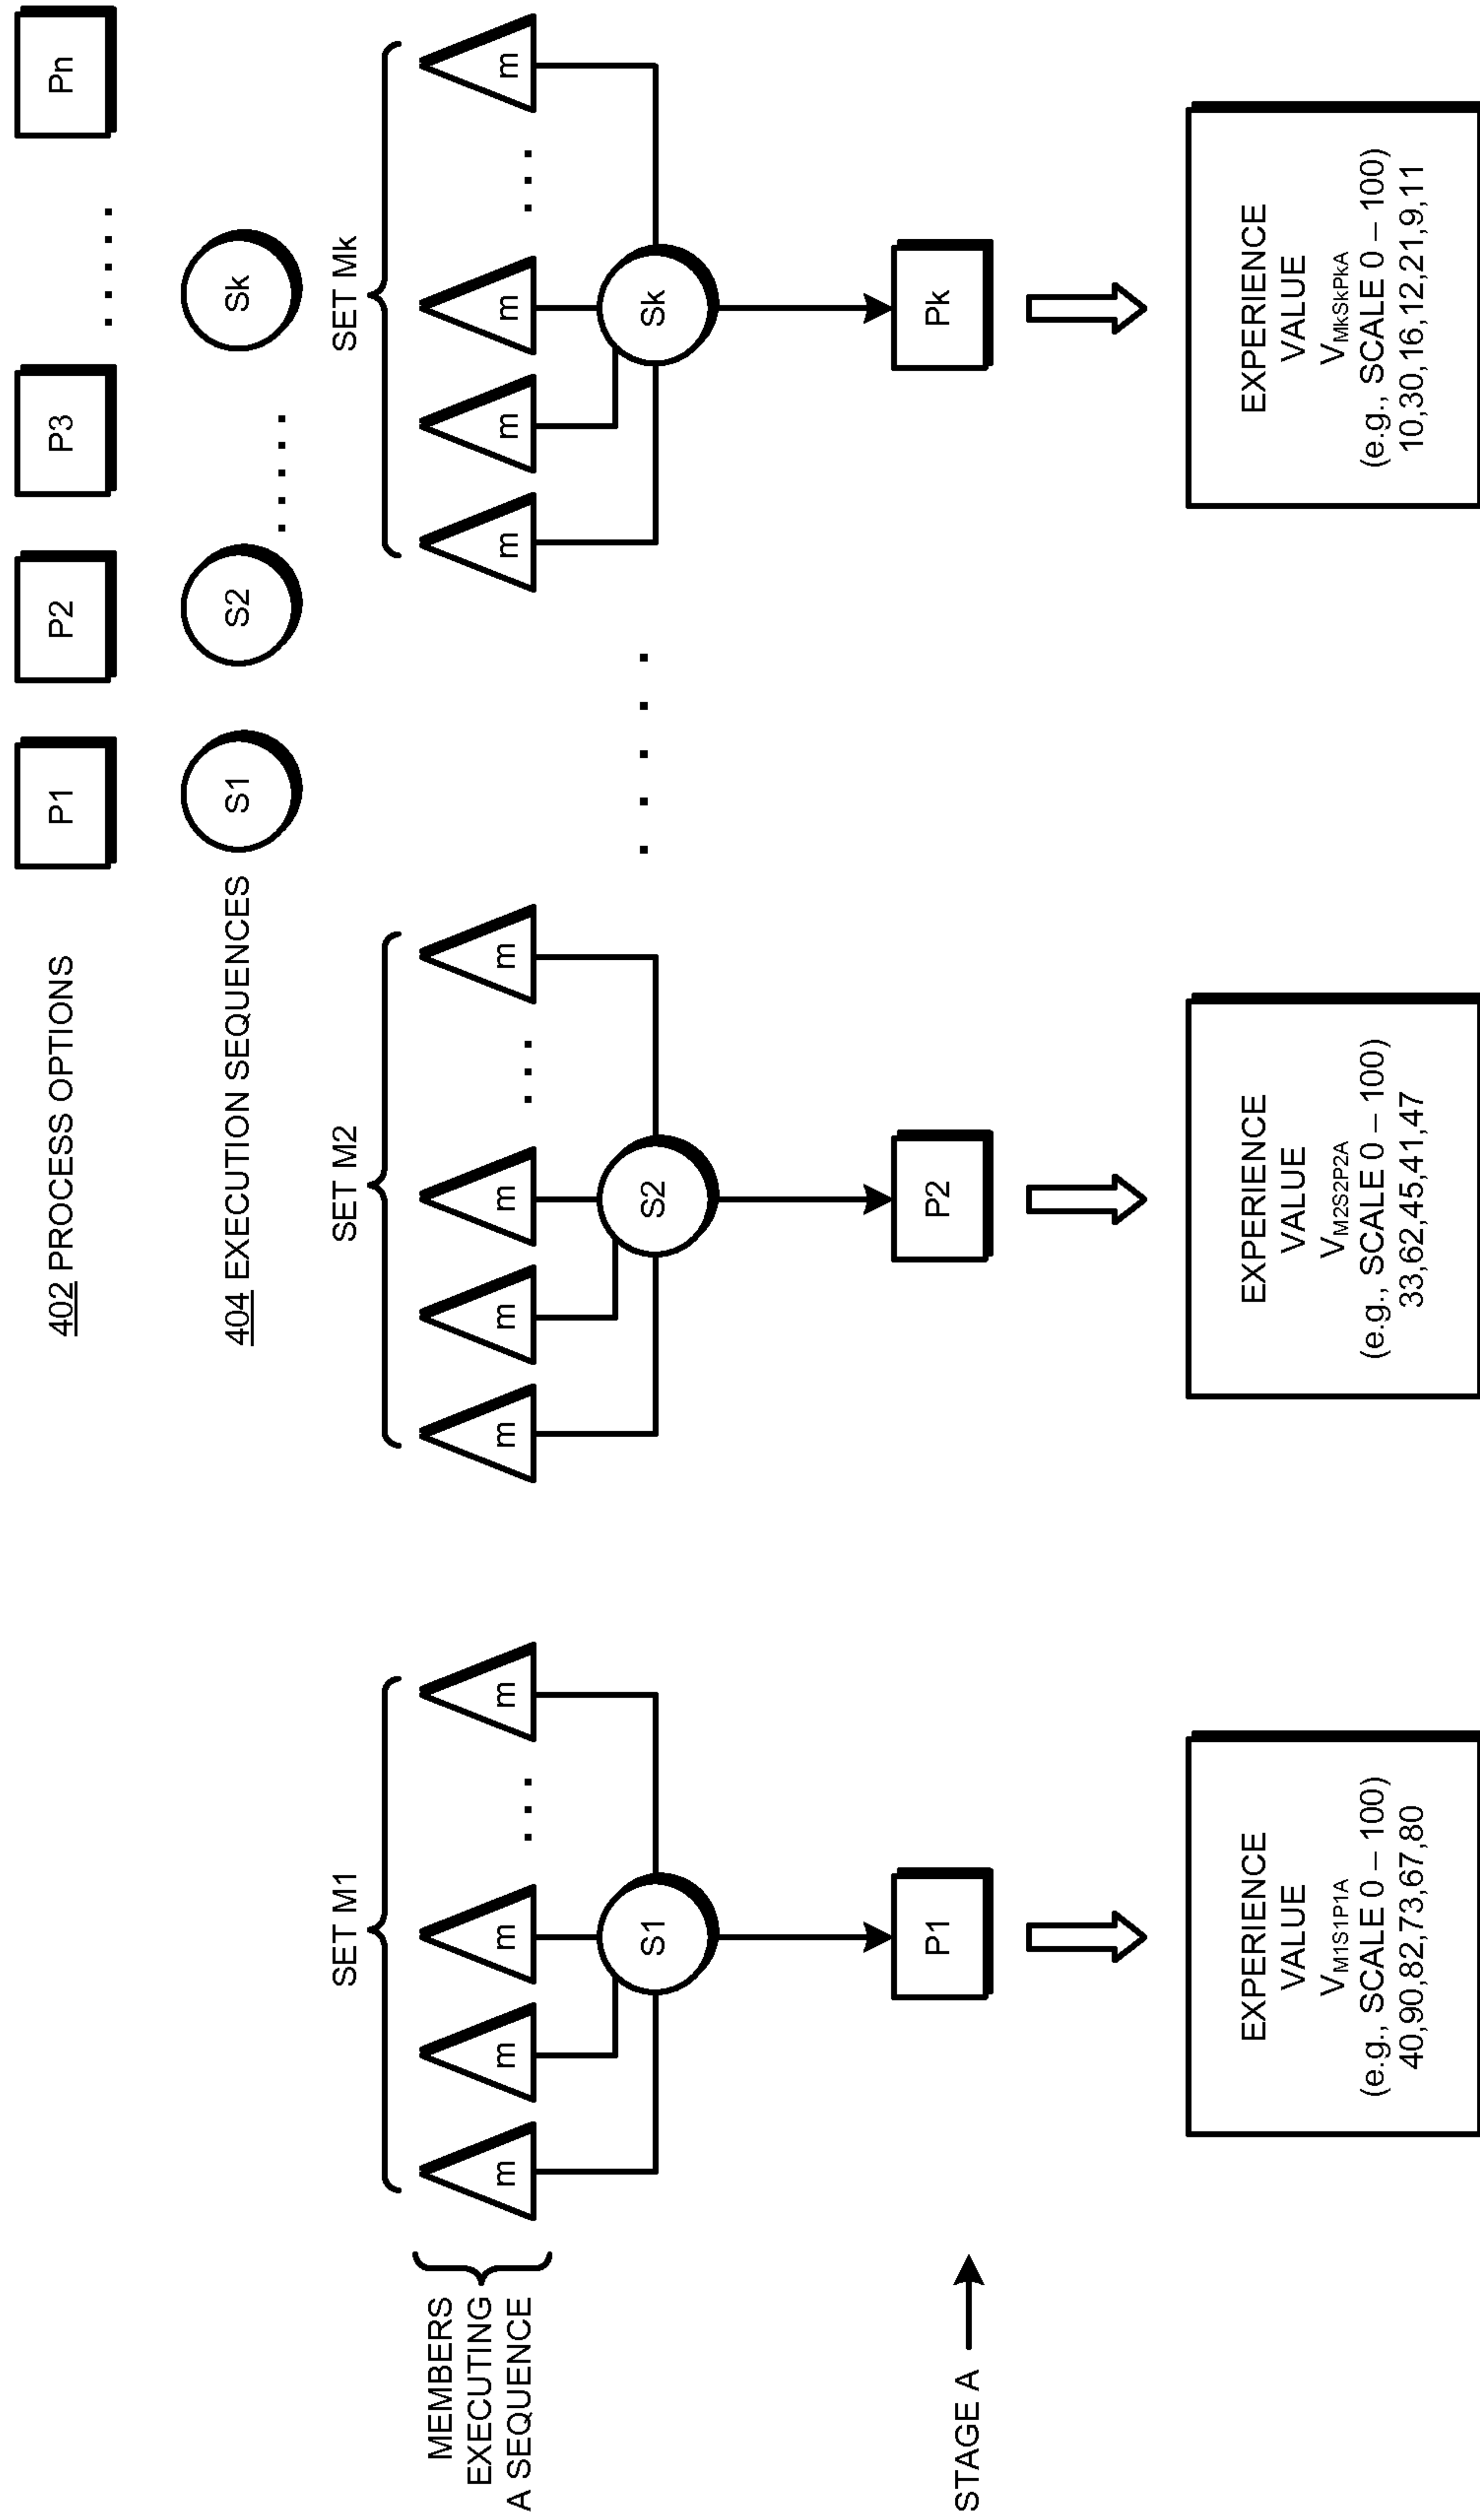 402 PROCESS OPTIONS
P1
P2
P3
Pn
404 EXECUTION SEQUENCES
S1
S2
Sk
SET M1
SET M2
SET Mk
MEMBERS
EXECUTING
A SEQUENCE
m
m
m
m
m
m
m
m
m
m
m
m
S1
S2
Sk
STAGE A
P1
P2
Pk
EXPERIENCE
VALUE
VM1S1P1A
(e.g., SCALE 0 – 100)
40,90,82,73,67,80
EXPERIENCE
VALUE
VM2S2P2A
(e.g., SCALE 0 – 100)
33,62,45,41,47
EXPERIENCE
VALUE
VMkSkPkA
(e.g., SCALE 0 – 100)
10,30,16,12,21,9,11